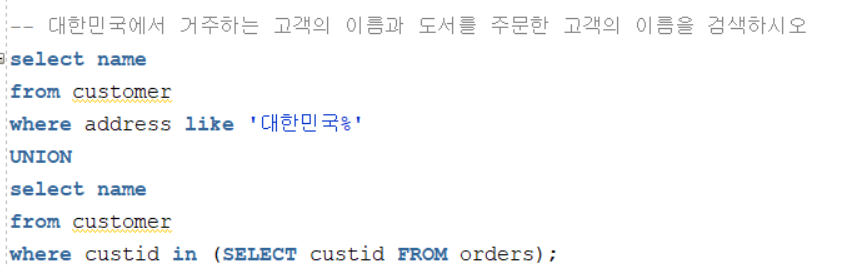 -- 대한민국에서 거주하는 고객의 이름과 도서를 주문한 고객의 이름을 검색하시오
select name
from customer
where address like '대한민국%'
UNION
select name
from customer
where custid in (SELECT custid FROM orders);